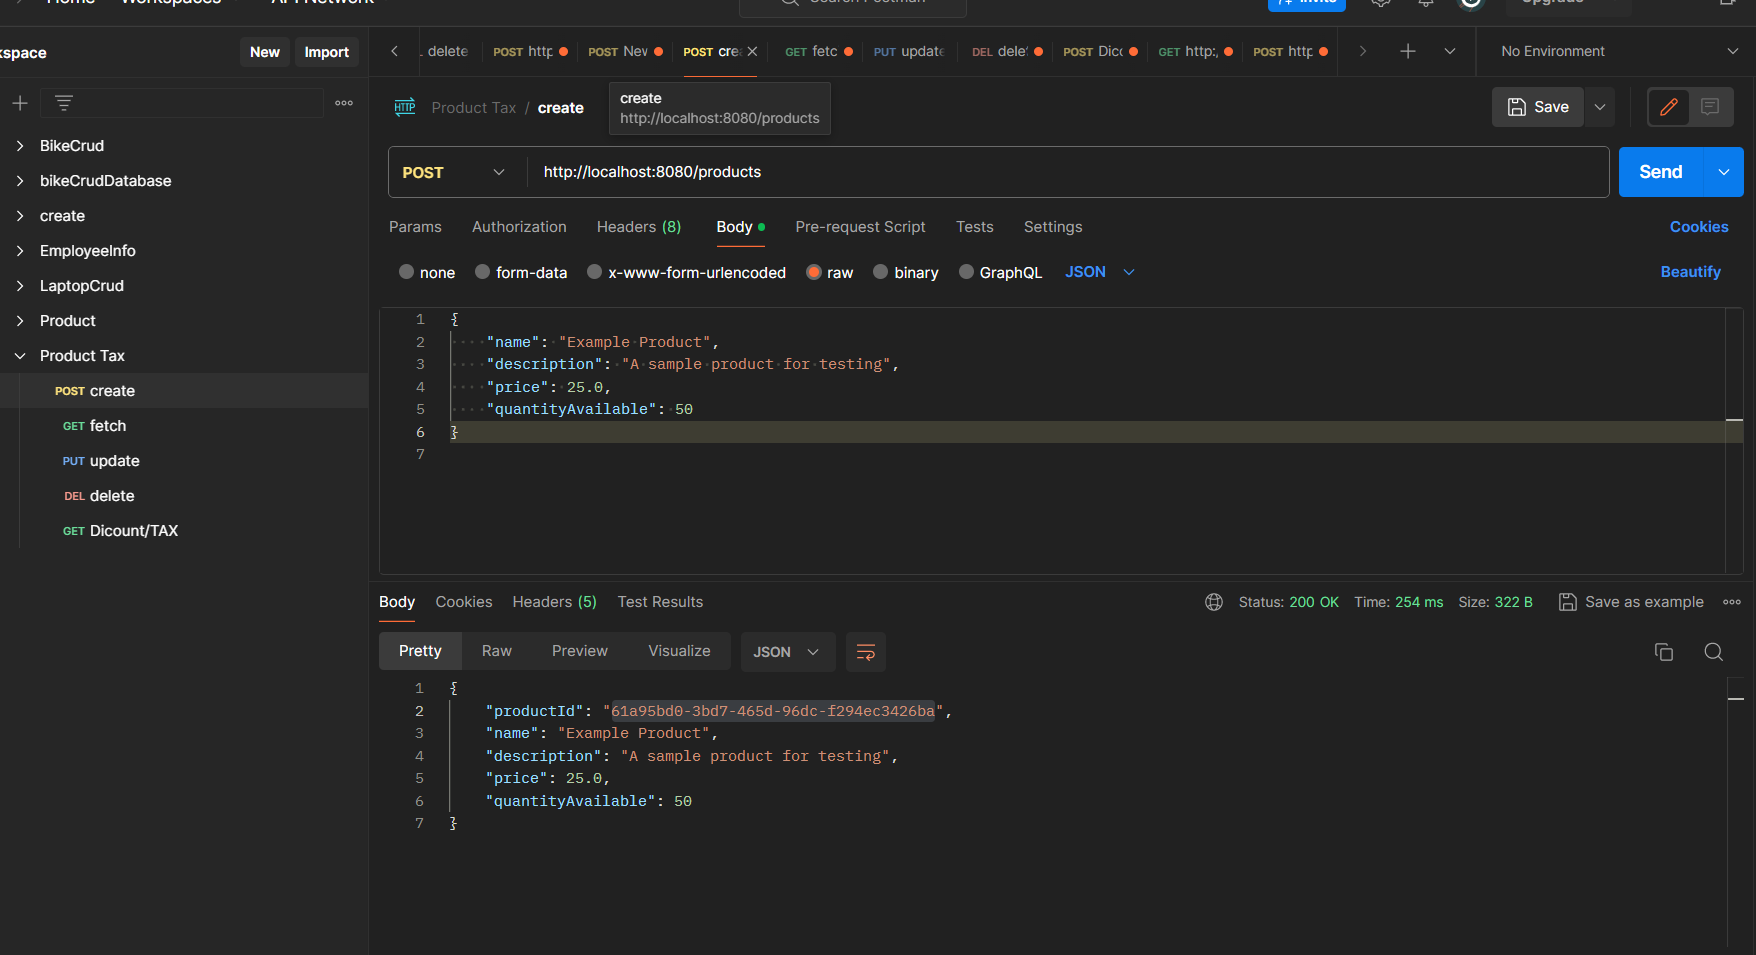 Home Workspaces API Network Search Postman Invite Upgrade
kspace New Import
delete POST http POST Nev POST cre GET fetc PUT update DEL dele POST Dicc GET http:, POST http No Environment
HTTP Product Tax / create
create
http://localhost:8080/products
Save
POST http://localhost:8080/products Send
Params Authorization Headers (8) Body Pre-request Script Tests Settings Cookies
none form-data x-www-form-urlencoded raw binary GraphQL JSON Beautify
BikeCrud
bikeCrudDatabase
create
EmployeeInfo
LaptopCrud
Product
Product Tax
POST create
GET fetch
PUT update
DEL delete
GET Dicount/TAX
1 {
2 "name": "Example Product",
3 "description": "A sample product for testing",
4 "price": 25.0,
5 "quantityAvailable": 50
6 }
7
Body Cookies Headers (5) Test Results Status: 200 OK Time: 254 ms Size: 322 B Save as example
Pretty Raw Preview Visualize JSON
1 {
2 "productId": "61a95bd0-3bd7-465d-96dc-f294ec3426ba",
3 "name": "Example Product",
4 "description": "A sample product for testing",
5 "price": 25.0,
6 "quantityAvailable": 50
7 }